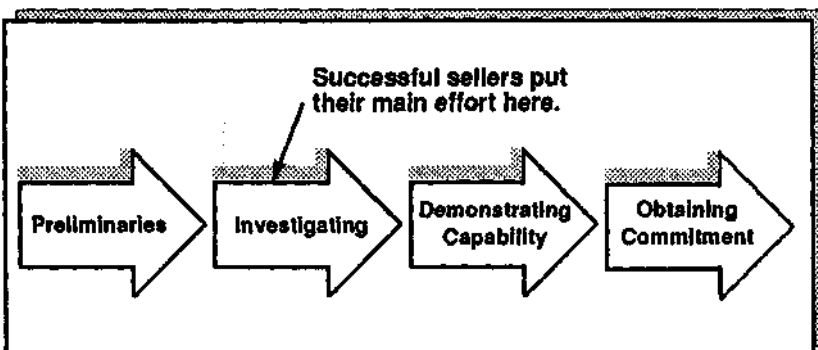 Successful sellers put
their main effort here.
Preliminaries
Investigating
Demonstrating
Capability
Obtaining
Commitment